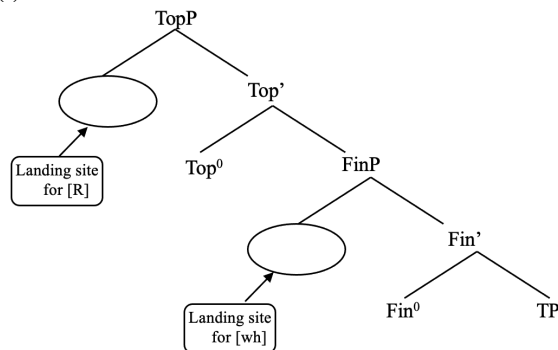 TopP
Top’
Landing site
for [R]
Top⁰
FinP
Fin’
Landing site
for [wh]
Fin⁰
TP